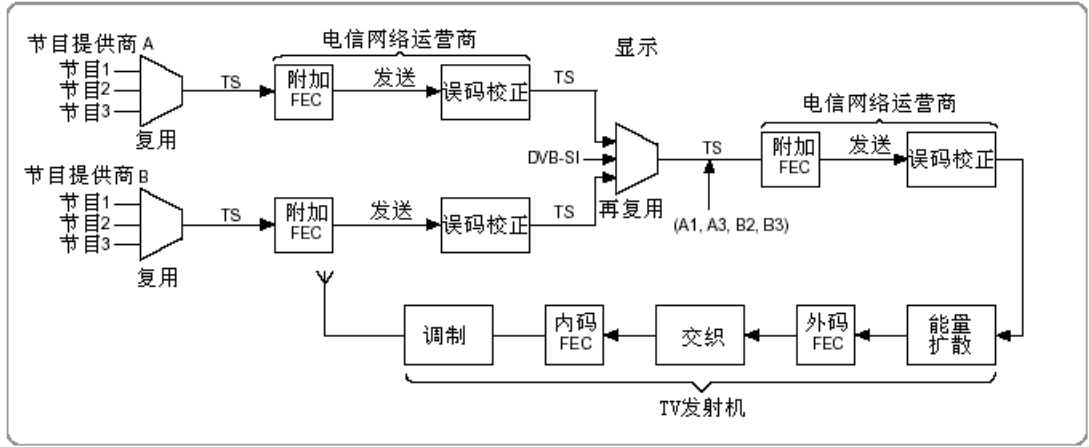 节目提供商 A
节目1
节目2
节目3
复用
TS
电信网络运营商
附加
FEC
发送
误码校正
TS
显示
节目提供商 B
节目1
节目2
节目3
复用
TS
附加
FEC
发送
误码校正
TS
DVB-SI
再复用
TS
(A1, A3, B2, B3)
电信网络运营商
附加
FEC
发送
误码校正
调制
内码
FEC
交织
外码
FEC
能量
扩散
TV发射机